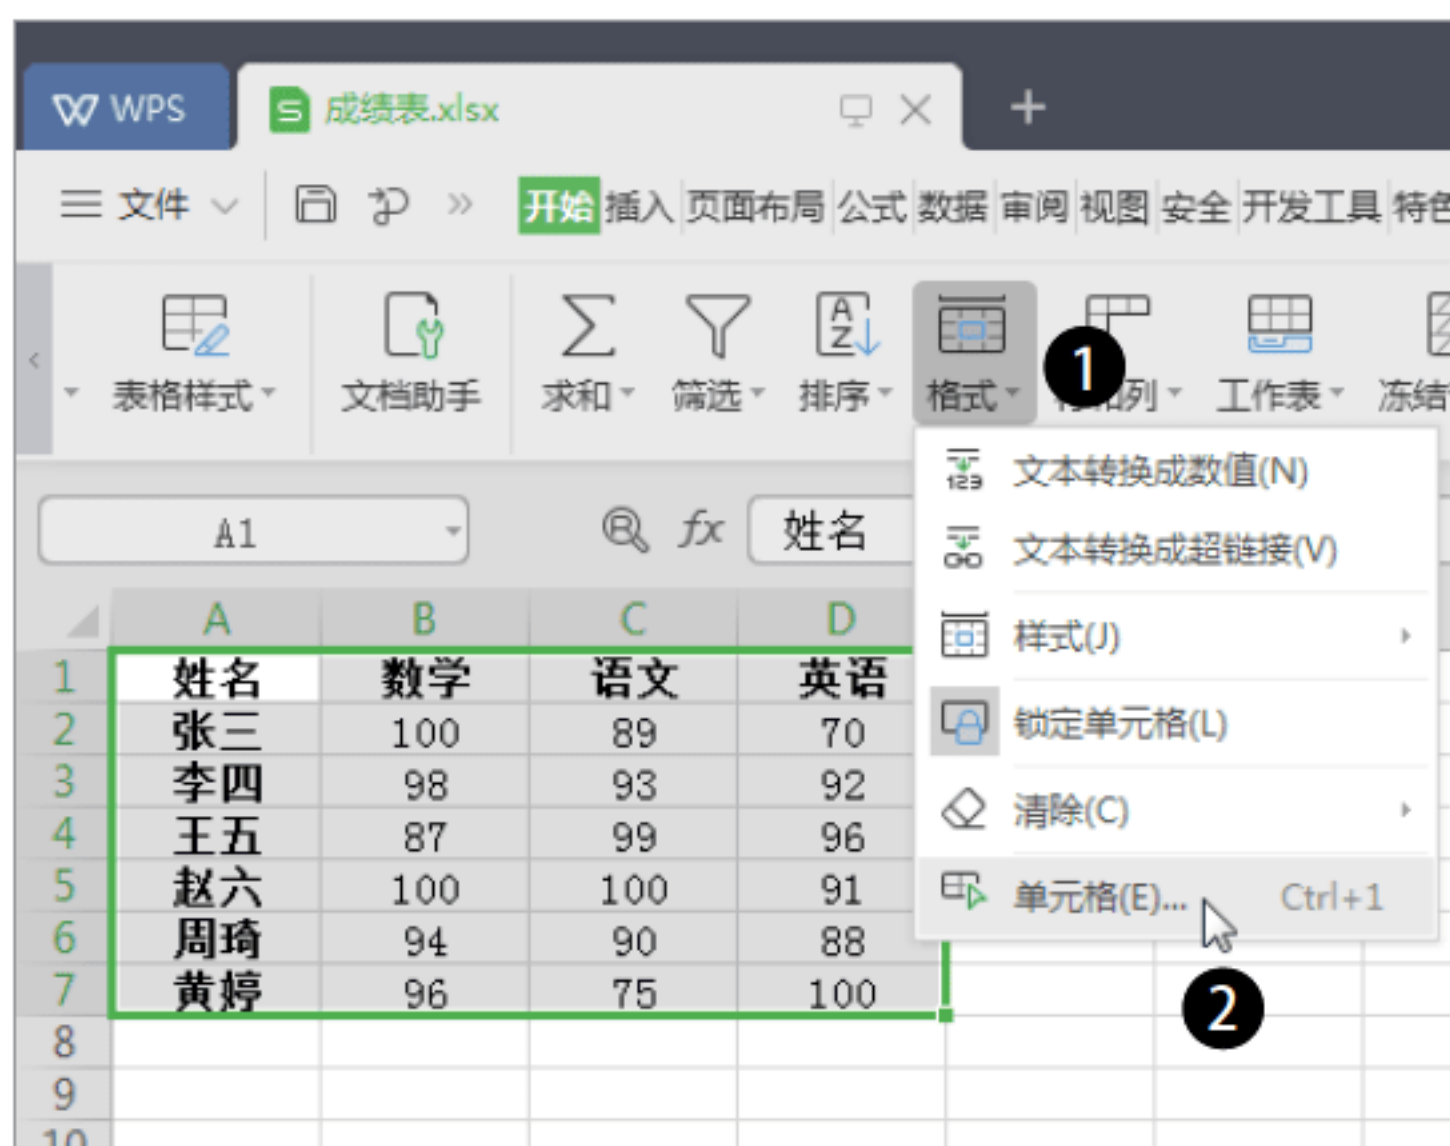 WPS 成绩表.xlsx
文件 开始 插入 页面布局 公式 数据 审阅 视图 安全 开发工具 特色
表格样式 文档助手 求和 筛选 排序 格式 1 列 工作表 冻结
A1 fx 姓名
文本转换成数值(N)
文本转换成超链接(V)
样式(J)
锁定单元格(L)
清除(C)
单元格(E)... Ctrl+1
2
A B C D
1 姓名 数学 语文 英语
2 张三 100 89 70
3 李四 98 93 92
4 王五 87 99 96
5 赵六 100 100 91
6 周琦 94 90 88
7 黄婷 96 75 100
8
9
10